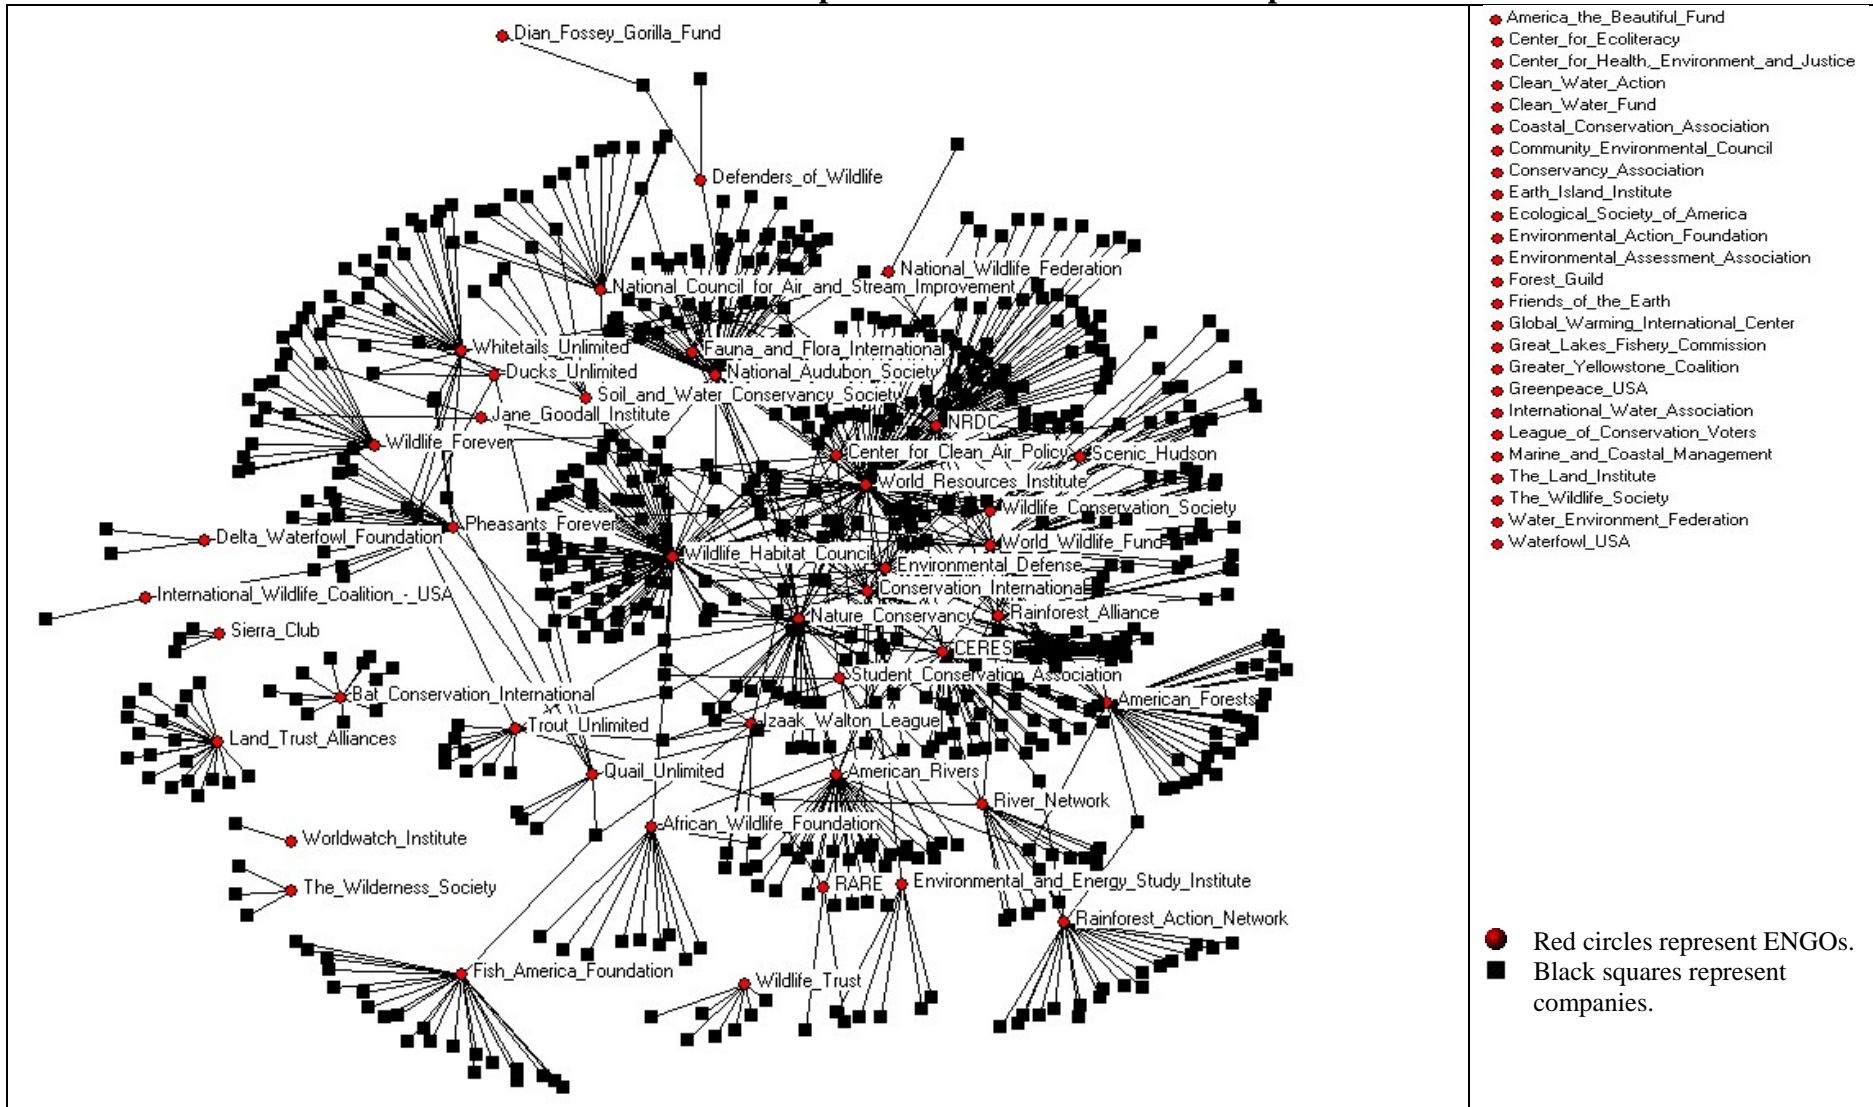 Dian_Fossey_Gorilla_Fund
Defenders_of_Wildlife
National_Wildlife_Federation
National_Council_for_Air_and_Stream_Improvement
Whitetails_Unlimited
Fauna_and_Flora_International
Ducks_Unlimited
National_Audubon_Society
Soil_and_Water_Conservancy_Society
Jane_Goodall_Institute
NRDC
Wildlife_Forever
Center_for_Clean_Air_Policy
Scenic_Hudson
World_Resources_Institute
Wildlife_Conservation_Society
Pheasants_Forever
Delta_Waterfowl_Foundation
World_Wildlife_Fund
Wildlife_Habitat_Council
Environmental_Defense
Conservation_International
International_Wildlife_Coalition_-_USA
Nature_Conservancy
Rainforest_Alliance
Sierra_Club
CERES
Student_Conservation_Association
Bat_Conservation_International
American_Forests
Trout_Unlimited
Izaak_Walton_League
Land_Trust_Alliances
Quail_Unlimited
American_Rivers
River_Network
African_Wildlife_Foundation
Worldwatch_Institute
The_Wilderness_Society
RARE
Environmental_and_Energy_Study_Institute
Rainforest_Action_Network
Fish_America_Foundation
Wildlife_Trust
America_the_Beautiful_Fund
Center_for_Ecoliteracy
Center_for_Health,_Environment_and_Justice
Clean_Water_Action
Clean_Water_Fund
Coastal_Conservation_Association
Community_Environmental_Council
Conservancy_Association
Earth_Island_Institute
Ecological_Society_of_America
Environmental_Action_Foundation
Environmental_Assessment_Association
Forest_Guild
Friends_of_the_Earth
Global_Warming_International_Center
Great_Lakes_Fishery_Commission
Greater_Yellowstone_Coalition
Greenpeace_USA
International_Water_Association
League_of_Conservation_Voters
Marine_and_Coastal_Management
The_Land_Institute
The_Wildlife_Society
Water_Environment_Federation
Waterfowl_USA
Red circles represent ENGOs.
Black squares represent
companies.